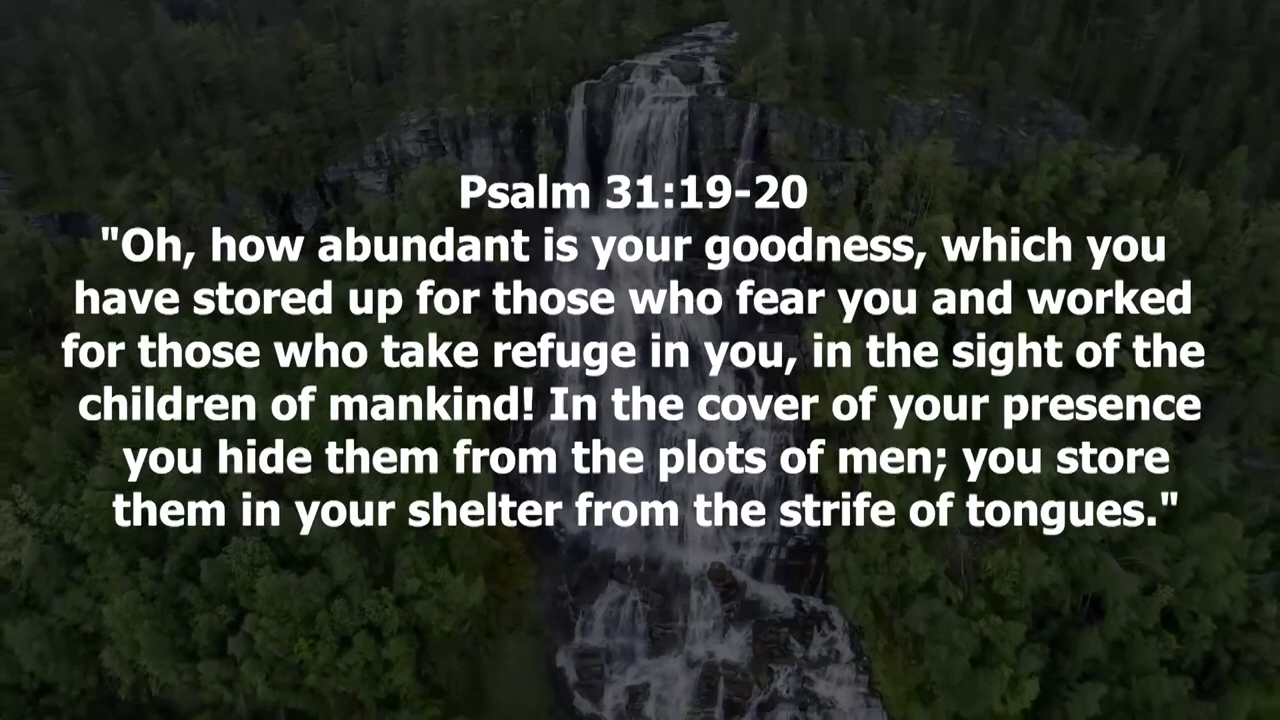 Psalm 31:19-20
"Oh, how abundant is your goodness, which you
have stored up for those who fear you and worked
for those who take refuge in you, in the sight of the
children of mankind! In the cover of your presence
you hide them from the plots of men; you store
them in your shelter from the strife of tongues."